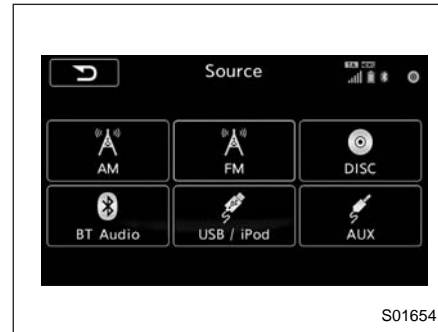 Source
AM
FM
DISC
BT Audio
USB / iPod
AUX
S01654